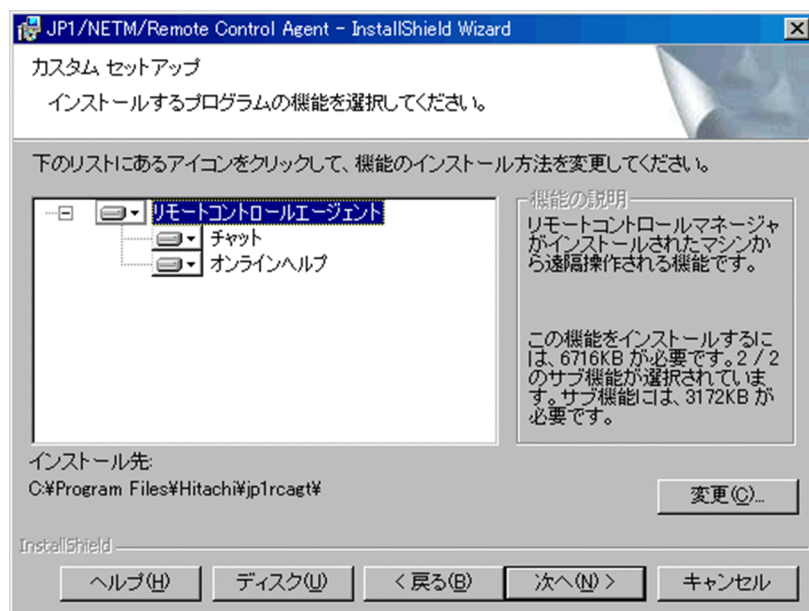 JP1/NETM/Remote Control Agent - InstallShield Wizard
カスタム セットアップ
インストールするプログラムの機能を選択してください。
下のリストにあるアイコンをクリックして、機能のインストール方法を変更してください。
リモートコントロールエージェント
チャット
オンラインヘルプ
機能の説明
リモートコントロールマネージャ
がインストールされたマシンか
ら遠隔操作される機能です。
この機能をインストールするに
は、6716KB が必要です。2 / 2
のサブ機能が選択されていま
す。サブ機能には、3172KB が
必要です。
インストール先:
C:¥Program Files¥Hitachi¥jp1rcagt¥
変更(C)...
InstallShield
ヘルプ(H)
ディスク(U)
< 戻る(B)
次へ(N) >
キャンセル